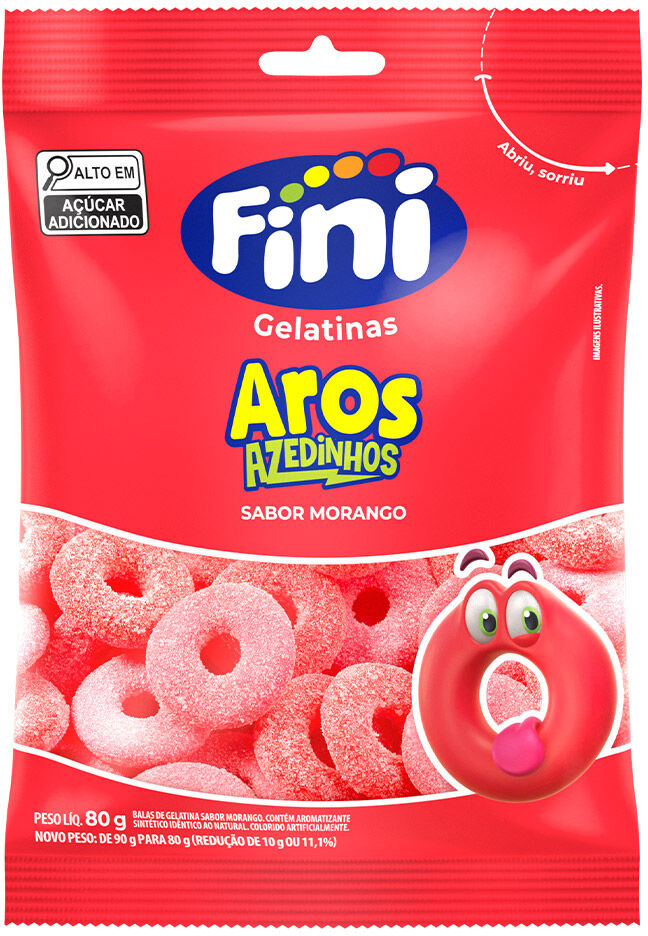 Abriu, sorriu
ALTO EM
AÇÚCAR
ADICIONADO
Fini
Gelatinas
IMAGENS ILUSTRATIVAS.
Aros
AZEDiNHOS
SABOR MORANGO
PESO LÍQ. 80 g
BALAS DE GELATINA SABOR MORANGO. CONTÉM AROMATIZANTE
SINTÉTICO IDÊNTICO AO NATURAL. COLORIDO ARTIFICIALMENTE.
NOVO PESO: DE 90 g PARA 80 g (REDUÇÃO DE 10 g OU 11,1%)